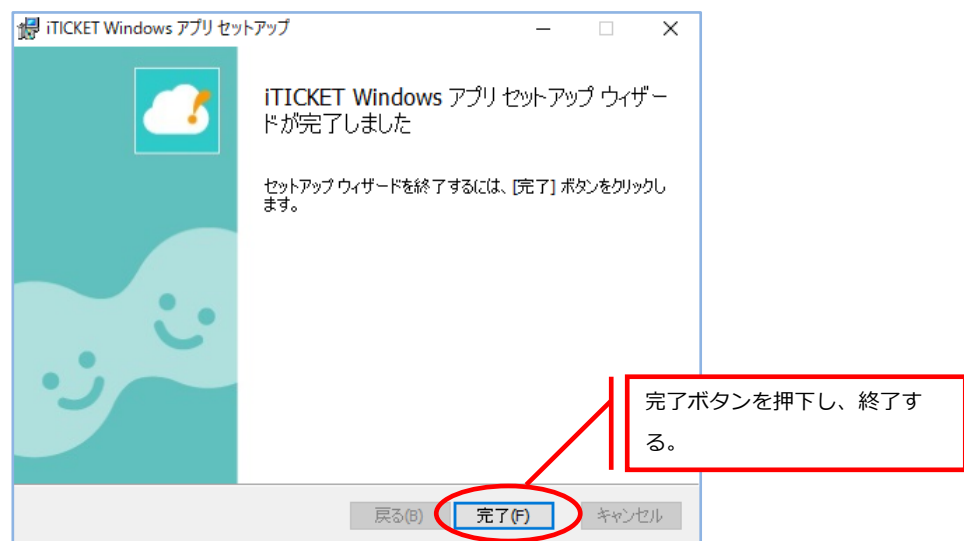 iTICKET Windows アプリ セットアップ
iTICKET Windows アプリ セットアップ ウィザー
ドが完了しました
セットアップ ウィザードを終了するには、[完了] ボタンをクリックし
ます。
完了ボタンを押下し、終了す
る。
戻る(B) 完了(F) キャンセル